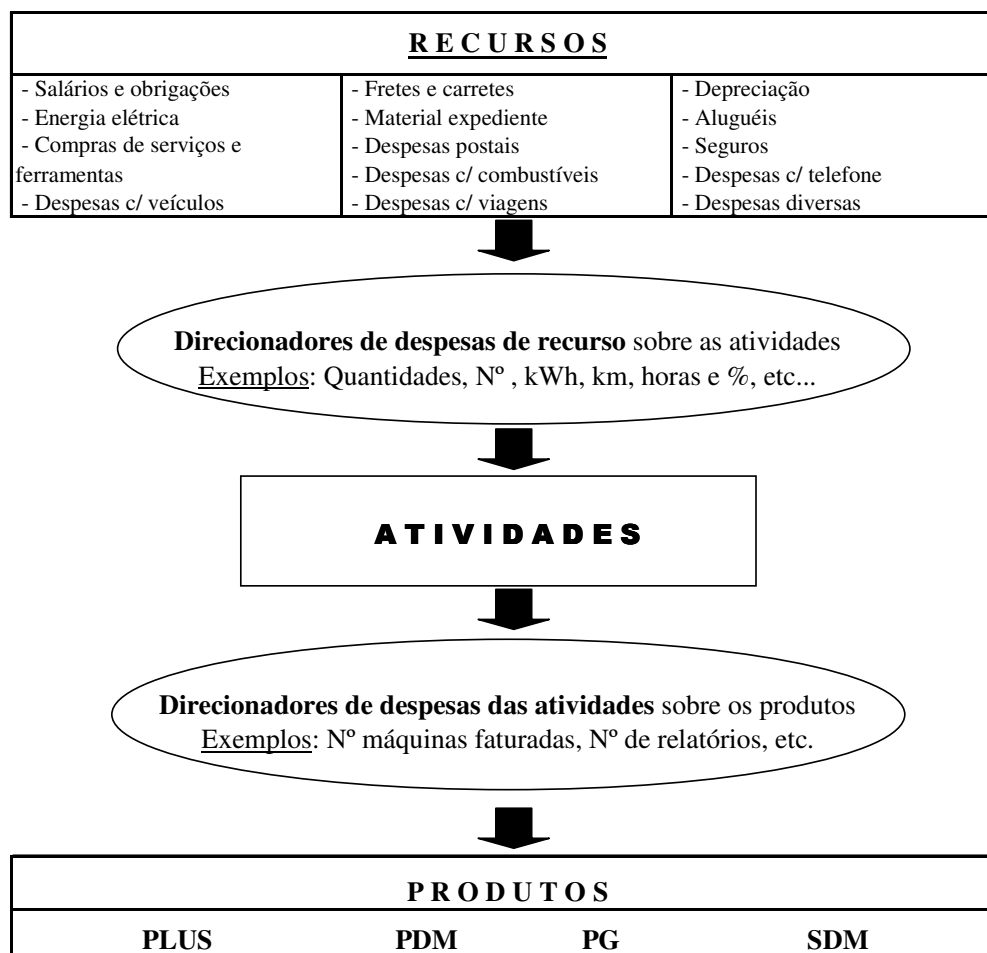 R E C U R S O S
- Salários e obrigações
- Energia elétrica
- Compras de serviços e
ferramentas
- Despesas c/ veículos
- Fretes e carretes
- Material expediente
- Despesas postais
- Despesas c/ combustíveis
- Despesas c/ viagens
- Depreciação
- Aluguéis
- Seguros
- Despesas c/ telefone
- Despesas diversas
Direcionadores de despesas de recurso sobre as atividades
Exemplos: Quantidades, Nº , kWh, km, horas e %, etc...
A T I V I D A D E S
Direcionadores de despesas das atividades sobre os produtos
Exemplos: Nº máquinas faturadas, Nº de relatórios, etc.
P R O D U T O S
PLUS PDM PG SDM